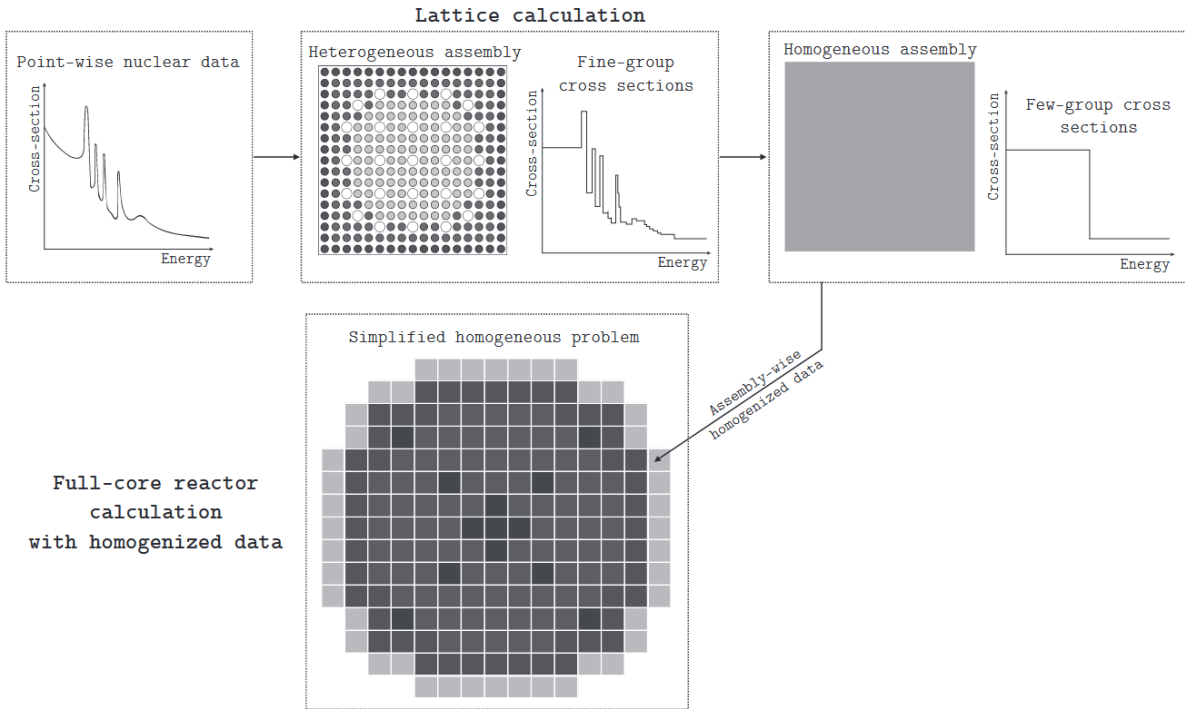 Lattice calculation
Point-wise nuclear data
Cross-section
Energy
Heterogeneous assembly
Fine-group
cross sections
Cross-section
Energy
Homogeneous assembly
Few-group cross
sections
Cross-section
Energy
Assembly-wise
homogenized data
Simplified homogeneous problem
Full-core reactor
calculation
with homogenized data